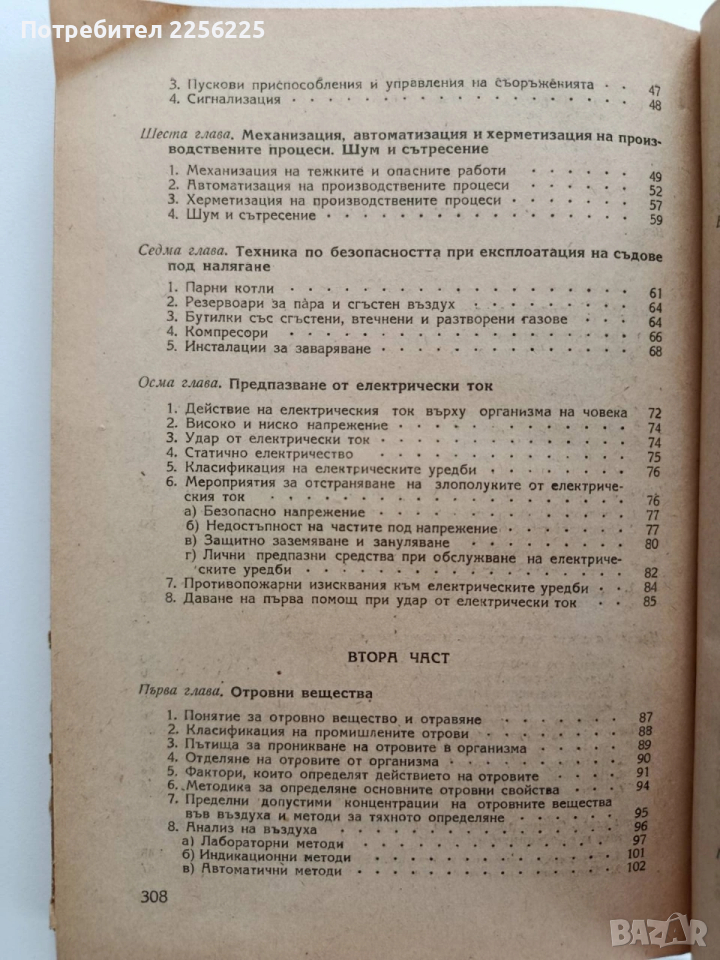 Потребител 2256225
3. Пускови приспособления и управления на съоръженията . . 47
4. Сигнализация . . . . . . . . . . . . . . . . . . . . 48
Шеста глава. Механизация, автоматизация и херметизация на произ-
водствените процеси. Шум и сътресение
1. Механизация на тежките и опасните работи . . . . . . 49
2. Автоматизация на производствените процеси . . . . . . 52
3. Херметизация на производствените процеси . . . . . . 57
4. Шум и сътресение . . . . . . . . . . . . . . . . . . 59
Седма глава. Техника по безопасността при експлоатация на съдове
под налягане
1. Парни котли . . . . . . . . . . . . . . . . . . . . 61
2. Резервоари за пара и сгъстен въздух . . . . . . . . . 64
3. Бутилки със сгъстени, втечнени и разтворени газове . . . . 64
4. Компресори . . . . . . . . . . . . . . . . . . . . 66
5. Инсталации за заваряване . . . . . . . . . . . . . . 68
Осма глава. Предпазване от електрически ток
1. Действие на електрическия ток върху организма на човека 72
2. Високо и ниско напрежение . . . . . . . . . . . . . 74
3. Удар от електрически ток . . . . . . . . . . . . . . 74
4. Статично електричество . . . . . . . . . . . . . . . 75
5. Класификация на електрическите уредби . . . . . . . . 76
6. Мероприятия за отстраняване на злополуките от електриче-
ския ток . . . . . . . . . . . . . . . . . . . . . 76
а) Безопасно напрежение . . . . . . . . . . . . . . 77
б) Недостъпност на частите под напрежение . . . . . . . 77
в) Защитно заземяване и зануляване . . . . . . . . . . 80
г) Лични предпазни средства при обслужване на електриче-
ските уредби . . . . . . . . . . . . . . . . . . 82
7. Противопожарни изисквания към електрическите уредби . . 84
8. Даване на първа помощ при удар от електрически ток . . 85
ВТОРА ЧАСТ
Първа глава. Отровни вещества
1. Понятие за отровно вещество и отравяне . . . . . . . 87
2. Класификация на промишлените отрови . . . . . . . . 88
3. Пътища за проникване на отровите в организма . . . . . 89
4. Отделяне на отровите от организма . . . . . . . . . . 90
5. Фактори, които определят действието на отровите . . . . 91
6. Методика за определяне основните отровни свойства . . . 94
7. Пределни допустими концентрации на отровните вещества
във въздуха и методи за тяхното определяне . . . . . . 95
8. Анализ на въздуха . . . . . . . . . . . . . . . . . 96
а) Лабораторни методи . . . . . . . . . . . . . . . 97
б) Индикационни методи . . . . . . . . . . . . . . . 101
в) Автоматични методи . . . . . . . . . . . . . . . 102
308
BAZAR
bg